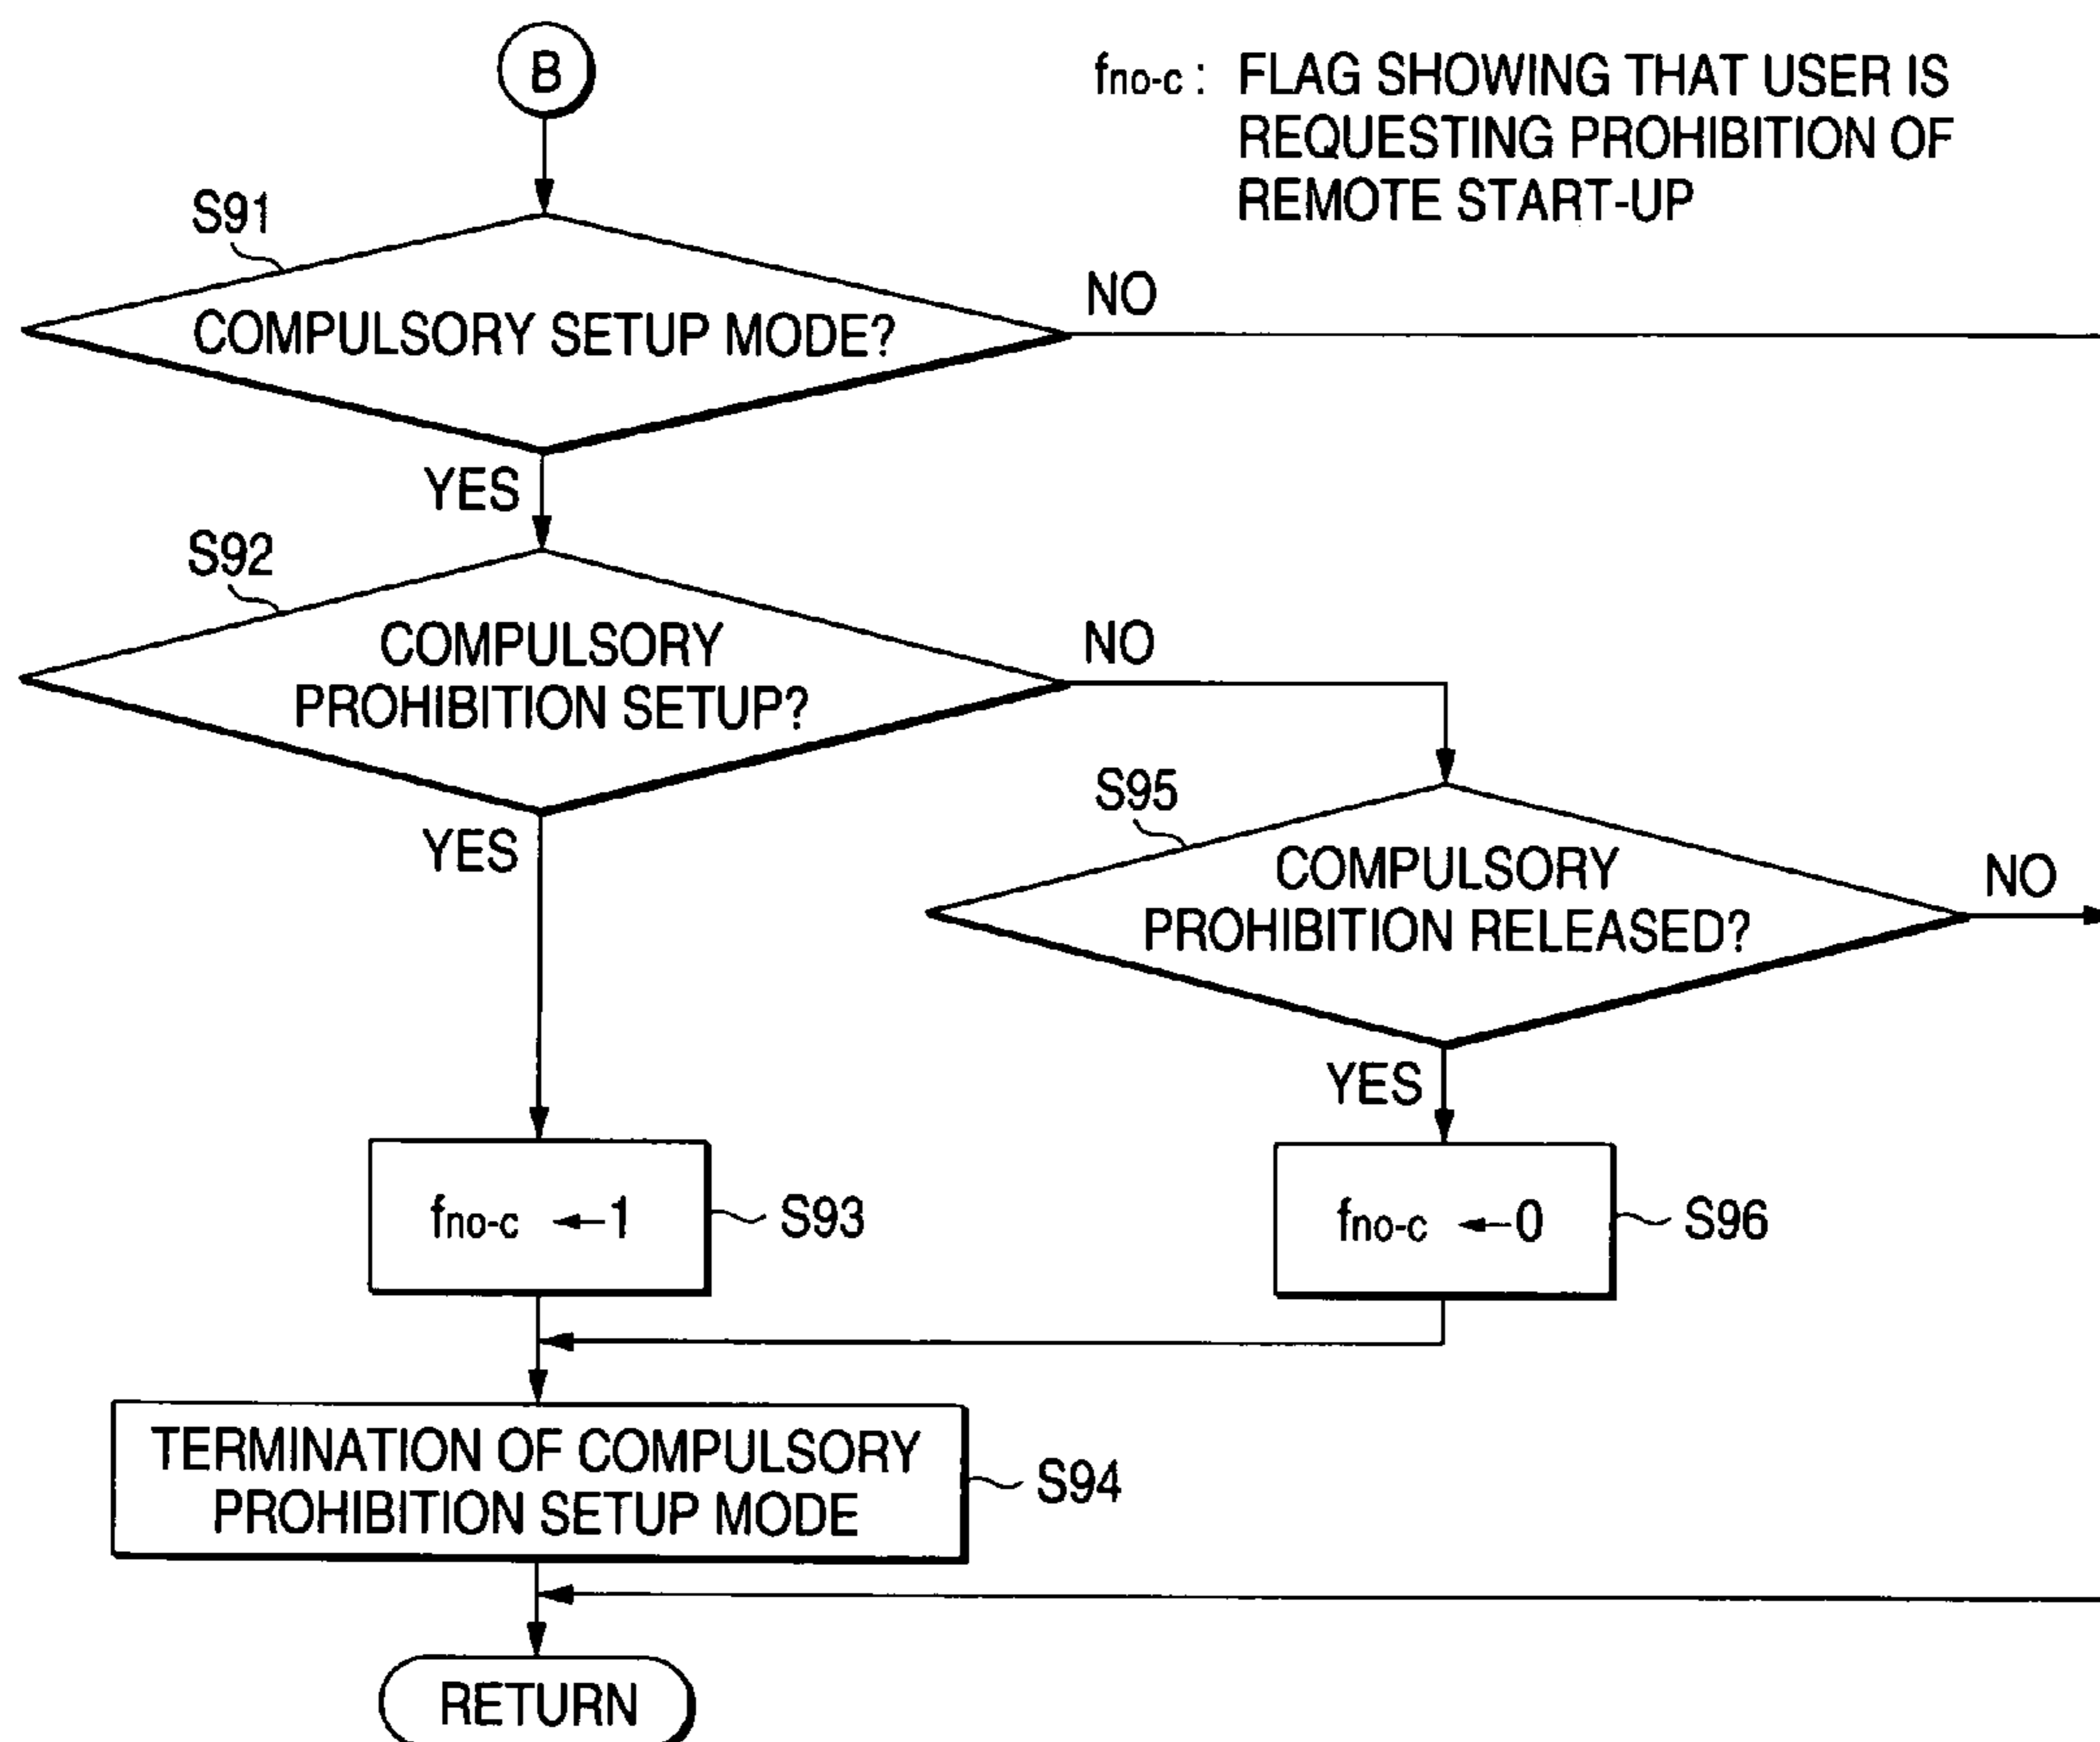 B
fno-c : FLAG SHOWING THAT USER IS
REQUESTING PROHIBITION OF
REMOTE START-UP
S91
COMPULSORY SETUP MODE?
NO
YES
S92
COMPULSORY
PROHIBITION SETUP?
NO
YES
S95
COMPULSORY
PROHIBITION RELEASED?
NO
YES
fno-c ←1
S93
fno-c ←0
S96
TERMINATION OF COMPULSORY
PROHIBITION SETUP MODE
S94
RETURN